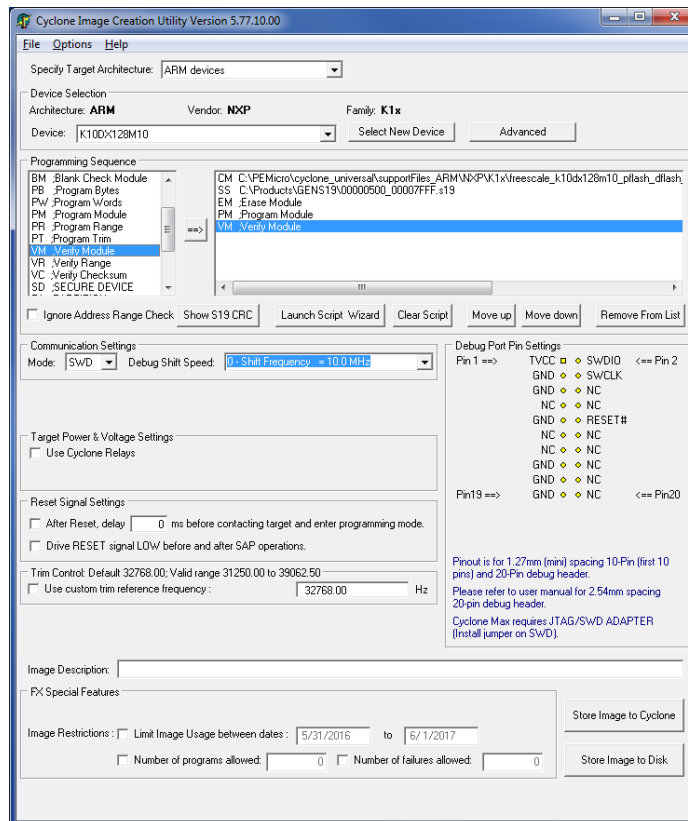 Cyclone Image Creation Utility Version 5.77.10.00
File Options Help
Specify Target Architecture: ARM devices
Device Selection
Architecture: ARM Vendor: NXP Family: K1x
Device: K10DX128M10 Select New Device Advanced
Programming Sequence
BM ;Blank Check Module
PB ;Program Bytes
PW ;Program Words
PM ;Program Module
PR ;Program Range
PT ;Program Trim
VM ;Verify Module
VR ;Verify Range
VC ;Verify Checksum
SD ;SECURE DEVICE
==>
CM C:\PEMicro\cyclone_universal\supportFiles_ARM\NXP\K1x\freescale_k10dx128m10_pflash_dflash_
SS C:\Products\GENS19\00000500_00007FFF.s19
EM ;Erase Module
PM ;Program Module
VM ;Verify Module
Ignore Address Range Check Show S19 CRC Launch Script Wizard Clear Script Move up Move down Remove From List
Communication Settings
Mode: SWD Debug Shift Speed: 0 - Shift Frequency = 10.0 MHz
Target Power & Voltage Settings
Use Cyclone Relays
Reset Signal Settings
After Reset, delay 0 ms before contacting target and enter programming mode.
Drive RESET signal LOW before and after SAP operations.
Trim Control: Default 32768.00; Valid range 31250.00 to 39062.50
Use custom trim reference frequency : 32768.00 Hz
Debug Port Pin Settings
Pin 1 ==> TVCC SWDIO <== Pin 2
GND SWCLK
GND NC
NC NC
GND RESET#
NC NC
NC NC
GND NC
GND NC
Pin19 ==> GND NC <== Pin20
Pinout is for 1.27mm (mini) spacing 10-Pin (first 10
pins) and 20-Pin debug header.
Please refer to user manual for 2.54mm spacing
20-pin debug header.
Cyclone Max requires JTAG/SWD ADAPTER
(Install jumper on SWD).
Image Description:
FX Special Features
Image Restrictions : Limit Image Usage between dates : 5/31/2016 to 6/ 1/2017
Number of programs allowed: 0 Number of failures allowed: 0
Store Image to Cyclone
Store Image to Disk